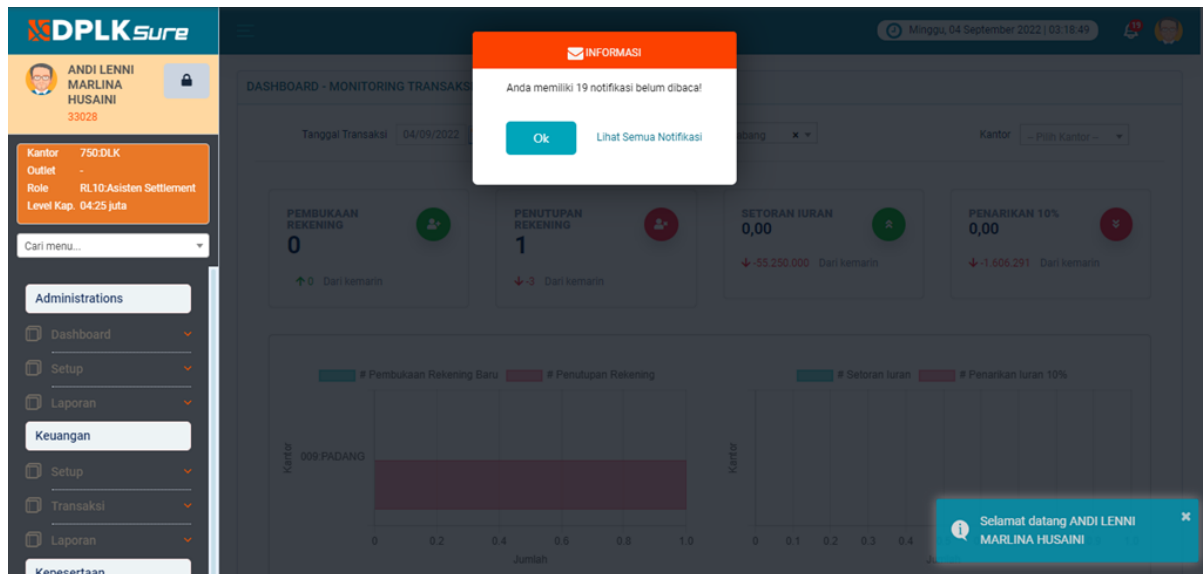 DPLKSure
ANDI LENNI
MARLINA
HUSAINI
33028
Kantor 750:DLK
Outlet -
Role RL10:Asisten Settlement
Level Kap. 04:25 juta
Cari menu...
Administrations
Dashboard
Setup
Laporan
Keuangan
Setup
Transaksi
Laporan
Kepesertaan
Minggu, 04 September 2022 | 03:18:49
INFORMASI
Anda memiliki 19 notifikasi belum dibaca!
Ok Lihat Semua Notifikasi
DASHBOARD - MONITORING TRANSAKS
Tanggal Transaksi 04/09/2022
abang
Kantor -- Pilih Kantor --
PEMBUKAAN
REKENING
0
0 Dari kemarin
PENUTUPAN
REKENING
1
-3 Dari kemarin
SETORAN IURAN
0,00
-55.250.000 Dari kemarin
PENARIKAN 10%
0,00
-1.606.291 Dari kemarin
# Pembukaan Rekening Baru # Penutupan Rekening
Kantor
009:PADANG
0 0.2 0.4 0.6 0.8 1.0
Jumlah
# Setoran Iuran # Penarikan Iuran 10%
Kantor
0 0.1 0.2 0.3 0.4
Selamat datang ANDI LENNI
MARLINA HUSAINI